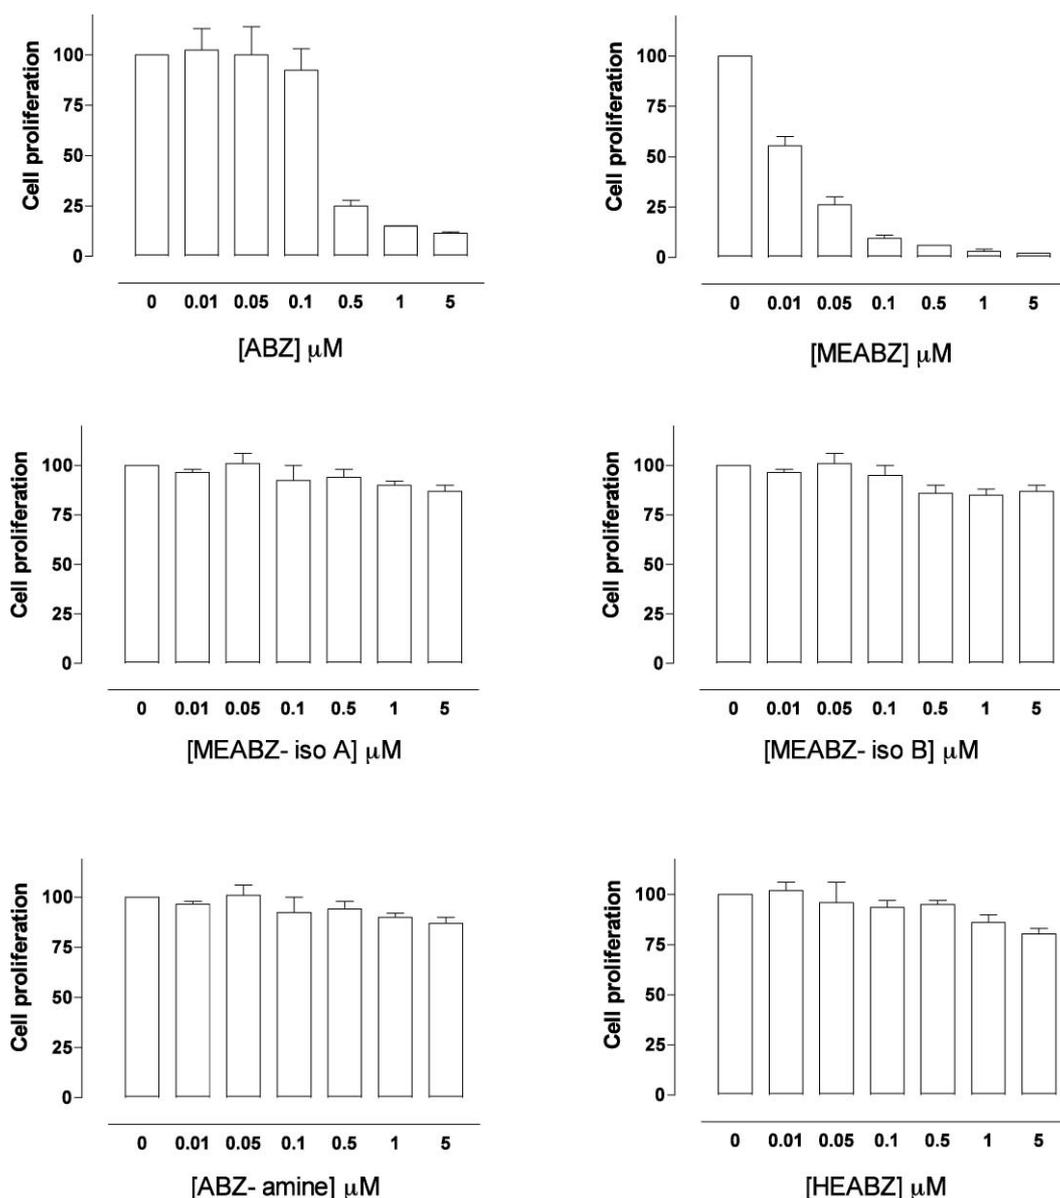 Cell proliferation
100
75
50
25
0
0 0.01 0.05 0.1 0.5 1 5
[ABZ] μM
Cell proliferation
100
75
50
25
0
0 0.01 0.05 0.1 0.5 1 5
[MEABZ] μM
Cell proliferation
100
75
50
25
0
0 0.01 0.05 0.1 0.5 1 5
[MEABZ- iso A] μM
Cell proliferation
100
75
50
25
0
0 0.01 0.05 0.1 0.5 1 5
[MEABZ- iso B] μM
Cell proliferation
100
75
50
25
0
0 0.01 0.05 0.1 0.5 1 5
[ABZ- amine] μM
Cell proliferation
100
75
50
25
0
0 0.01 0.05 0.1 0.5 1 5
[HEABZ] μM